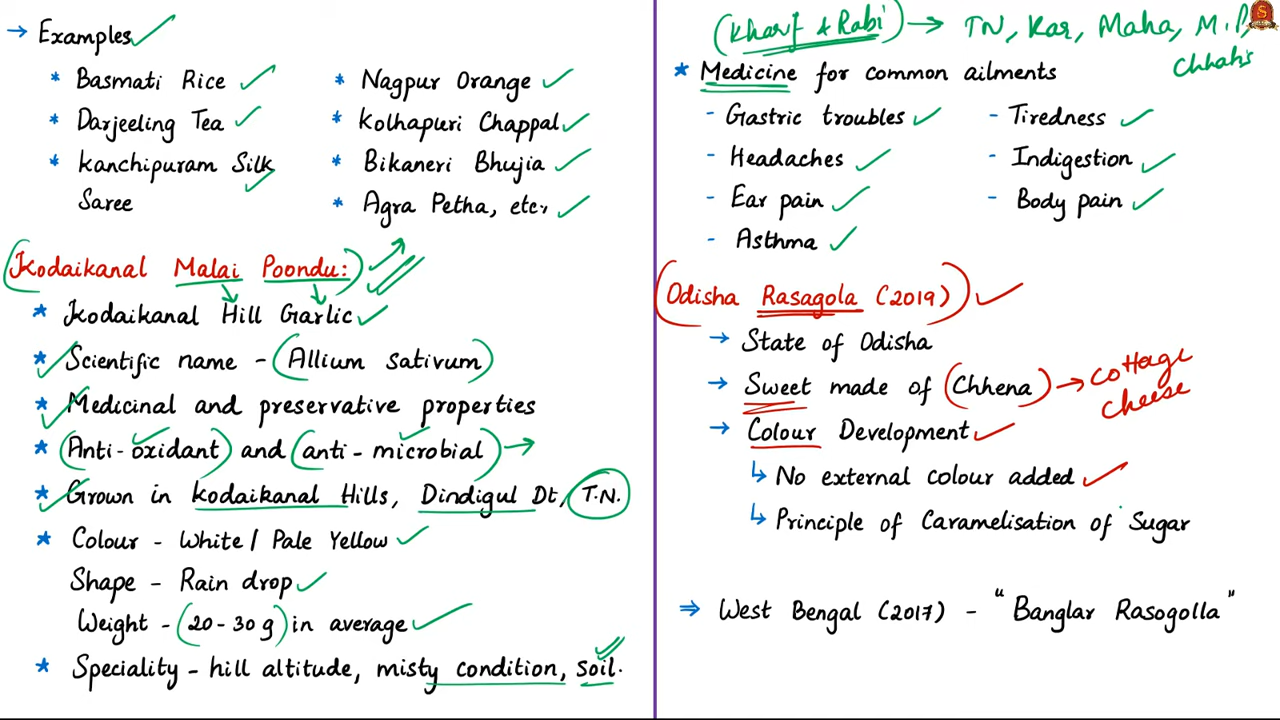 → Examples
* Basmati Rice
* Darjeeling Tea
* Kanchipuram Silk
Saree
* Nagpur Orange
* Kolhapuri Chappal
* Bikaneri Bhujia
* Agra Petha, etc.,
(Kodaikanal Malai Poondu:)
* Kodaikanal Hill Garlic
* Scientific name - (Allium sativum)
* Medicinal and preservative properties
* (Anti-oxidant) and (anti-microbial) →
* Grown in Kodaikanal Hills, Dindigul Dt, T.N.
* Colour - White / Pale Yellow
Shape - Rain drop
Weight - (20-30 g) in average
* Speciality - hill altitude, misty condition, soil.
(Kharf & Rabi) → TN, Kar, Maha, M.P,
Chhatis
* Medicine for common ailments
- Gastric troubles
- Headaches
- Ear pain
- Asthma
- Tiredness
- Indigestion
- Body pain
(Odisha Rasagola (2019))
→ State of Odisha
→ Sweet made of (Chhena) → cottage
cheese
→ Colour Development
↳ No external colour added
↳ Principle of Caramelisation of Sugar
⇒ West Bengal (2017) - "Banglar Rasogolla"